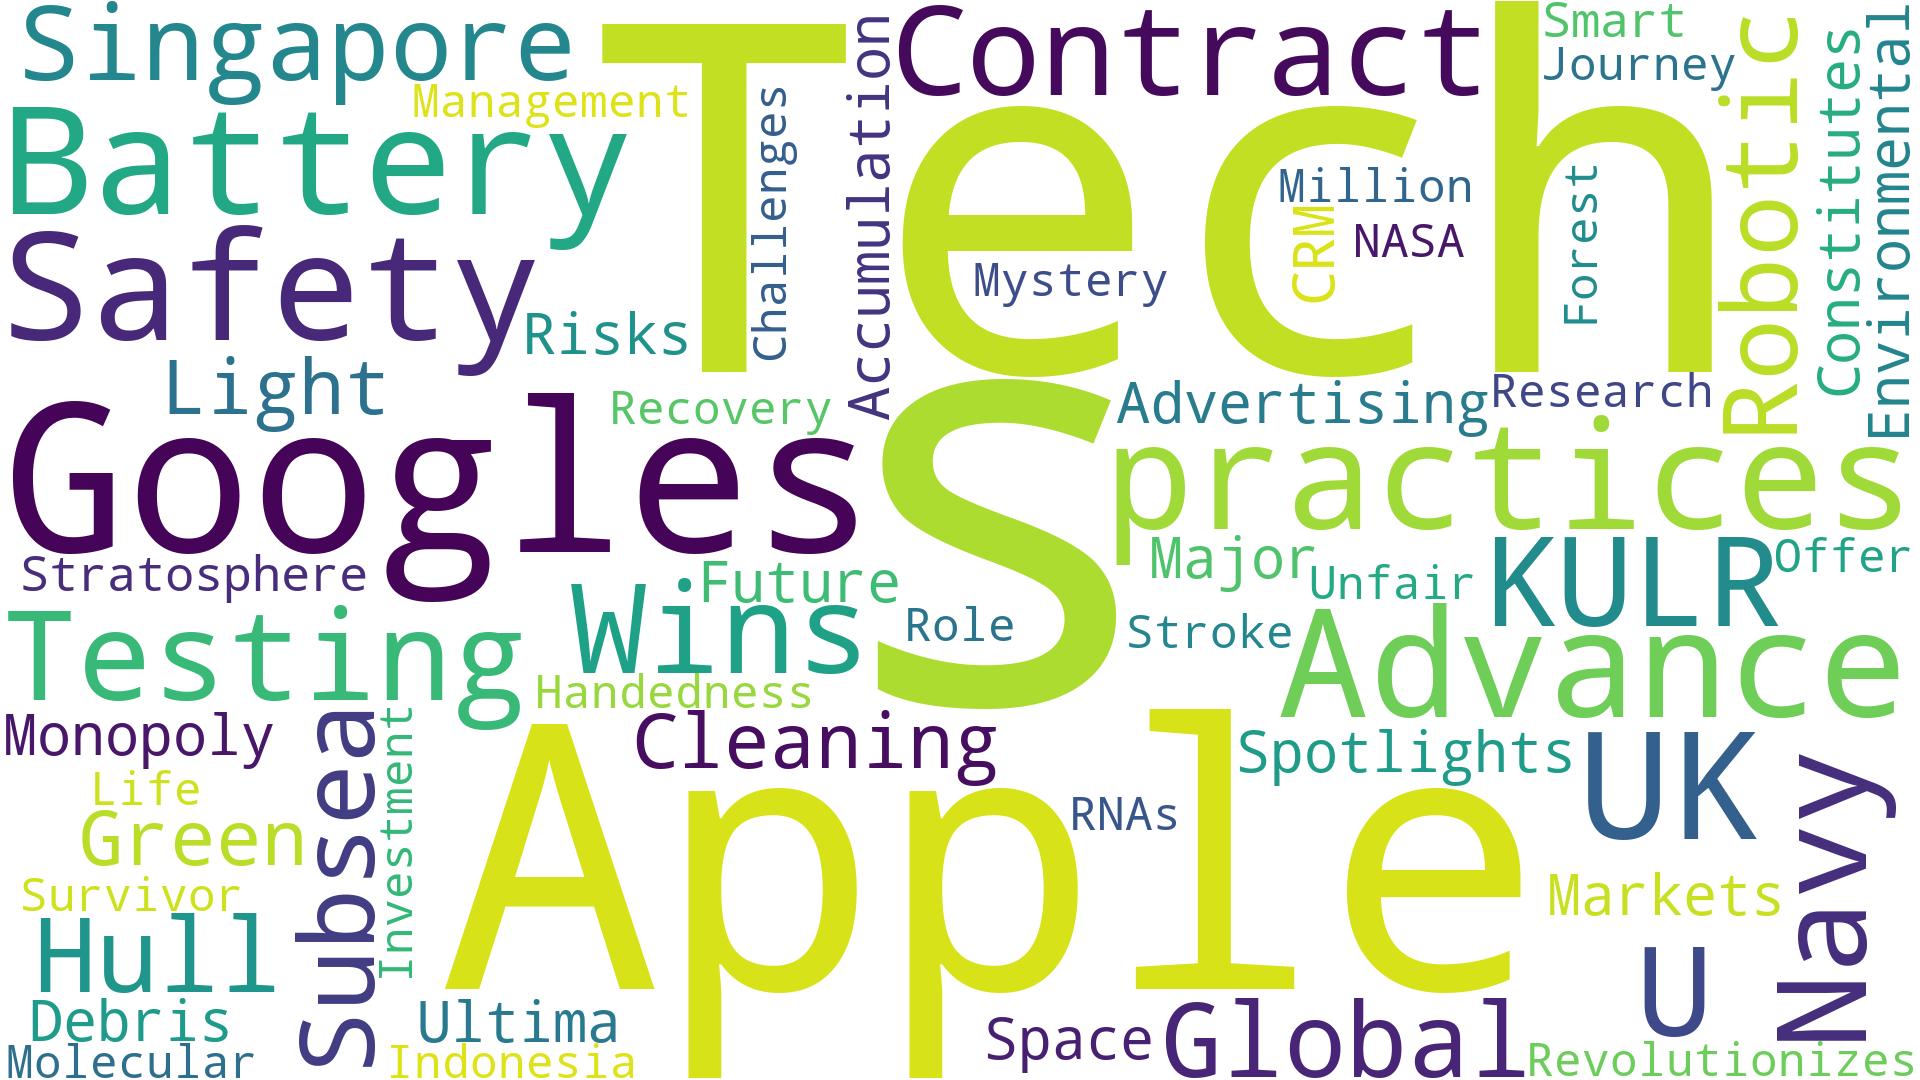 Singapore
Tech
Contract
Smart
Journey
Robotic
Constitutes
Environmental
Management
Battery
Challenges
Accumulation
Million
CRM
NASA
Forest
Mystery
Safety
Risks
Light
Recovery
Advertising
Research
Googles
S
practices
Stratosphere
Future
Major
Unfair
KULR
Offer
Testing
Wins
Role
Stroke
Advance
Handedness
Monopoly
Subsea
Investment
Cleaning
Spotlights
UK
Navy
Life
Green
Apple
RNAs
Survivor
Markets
Hull
U
Debris
Ultima
Space
Global
Molecular
Indonesia
Revolutionizes